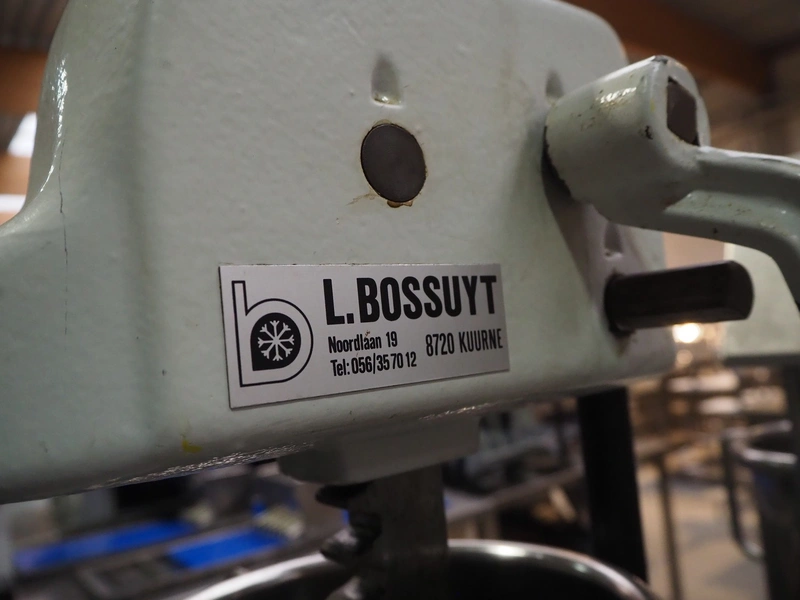 b
L.BOSSUYT
Noordlaan 19 8720 KUURNE
Tel: 056/35 70 12